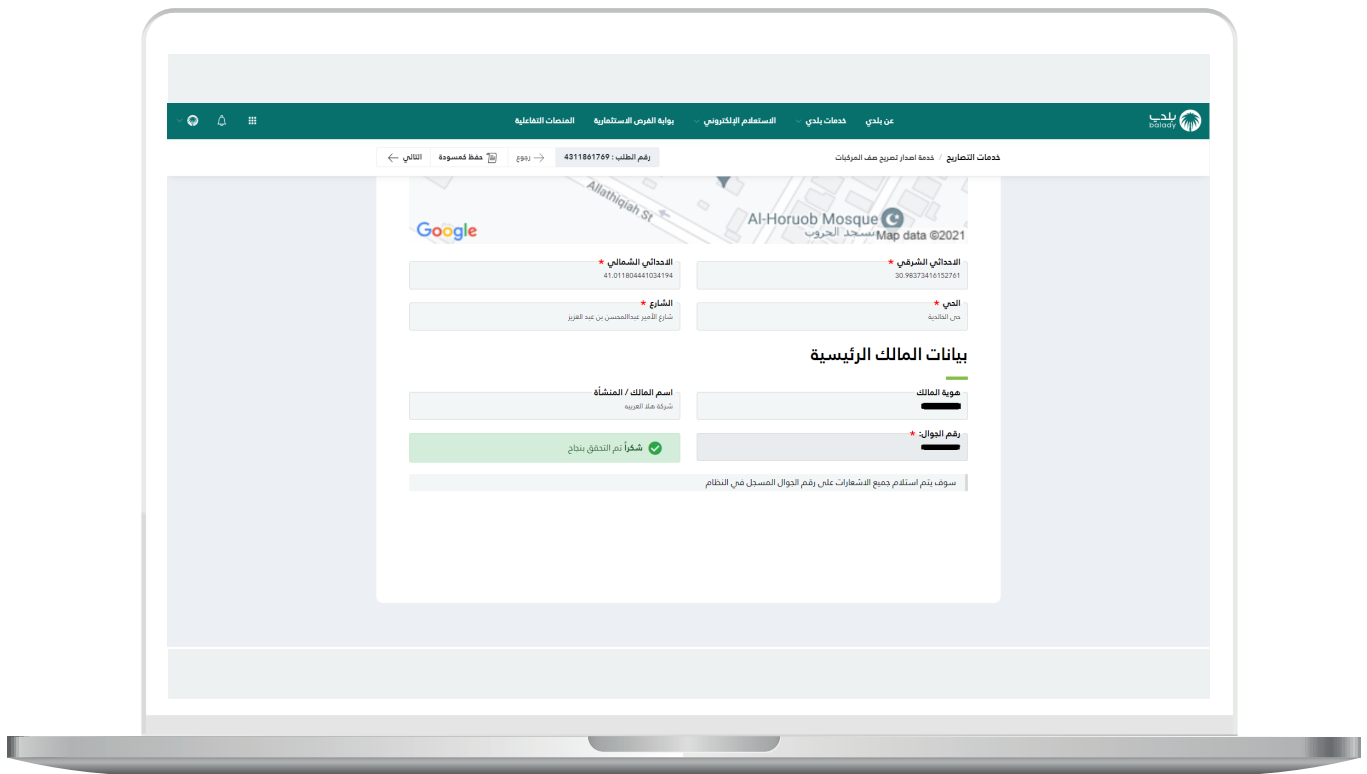 بلدي
balady
عن بلدي
خدمات بلدي
الاستعلام الإلكتروني
بوابة الفرص الاستثمارية
المنصات التفاعلية
خدمات التصاريح / خدمة اصدار تصريح صف المركبات
رقم الطلب : 4311861769
رجوع
حفظ كمسودة
التالي
Allathiqiah St
Al-Horuob Mosque
مسجد الحروب
Google
Map data ©2021
الاحداثي الشرقي *
30.98373416152761
الاحداثي الشمالي *
41.011804441034194
الحي *
حي الخالدية
الشارع *
شارع الأمير عبداالمحسن بن عبد العزيز
بيانات المالك الرئيسية
هوية المالك
اسم المالك / المنشأة
شركة هلا العربيه
رقم الجوال: *
شكراً تم التحقق بنجاح
سوف يتم استلام جميع الاشعارات على رقم الجوال المسجل في النظام